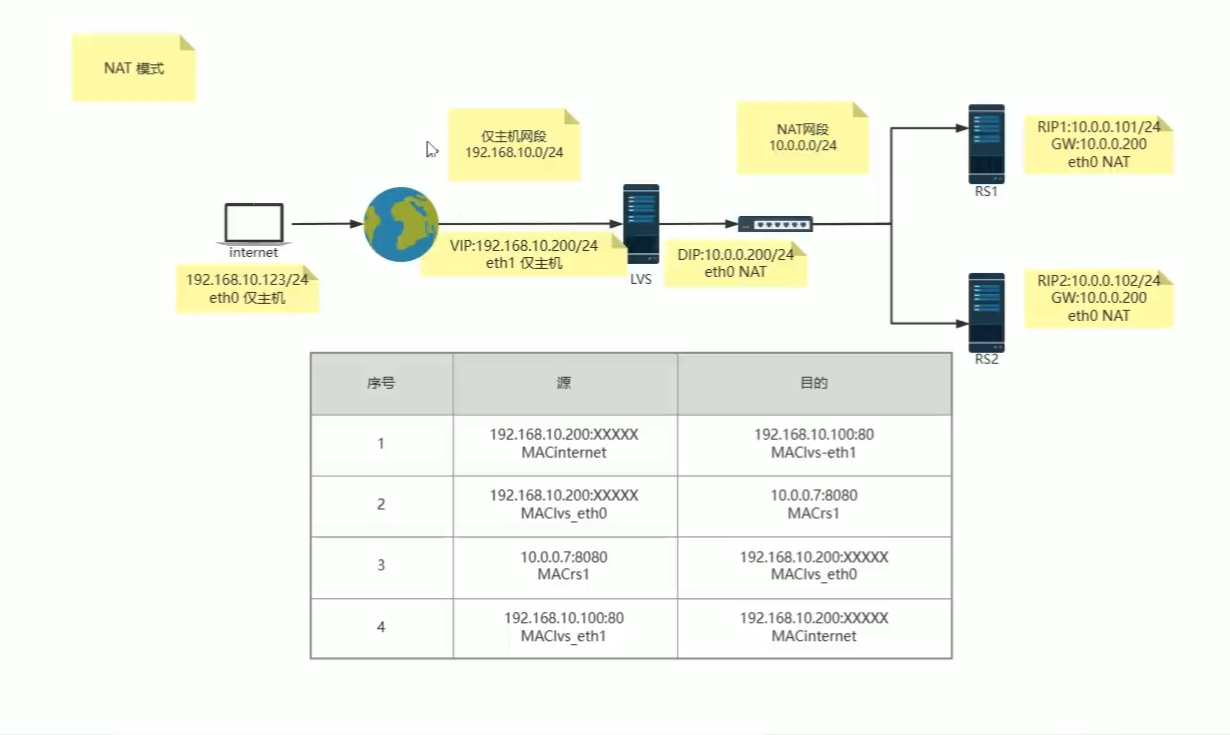 NAT 模式
仅主机网段
192.168.10.0/24
NAT网段
10.0.0.0/24
RIP1:10.0.0.101/24
GW:10.0.0.200
eth0 NAT
RS1
internet
192.168.10.123/24
eth0 仅主机
VIP:192.168.10.200/24
eth1 仅主机
LVS
DIP:10.0.0.200/24
eth0 NAT
RIP2:10.0.0.102/24
GW:10.0.0.200
eth0 NAT
RS2
序号 源 目的
1 192.168.10.200:XXXXX 192.168.10.100:80
MACinternet MAClvs-eth1
2 192.168.10.200:XXXXX 10.0.0.7:8080
MAClvs_eth0 MACrs1
3 10.0.0.7:8080 192.168.10.200:XXXXX
MACrs1 MAClvs_eth0
4 192.168.10.100:80 192.168.10.200:XXXXX
MAClvs_eth1 MACinternet